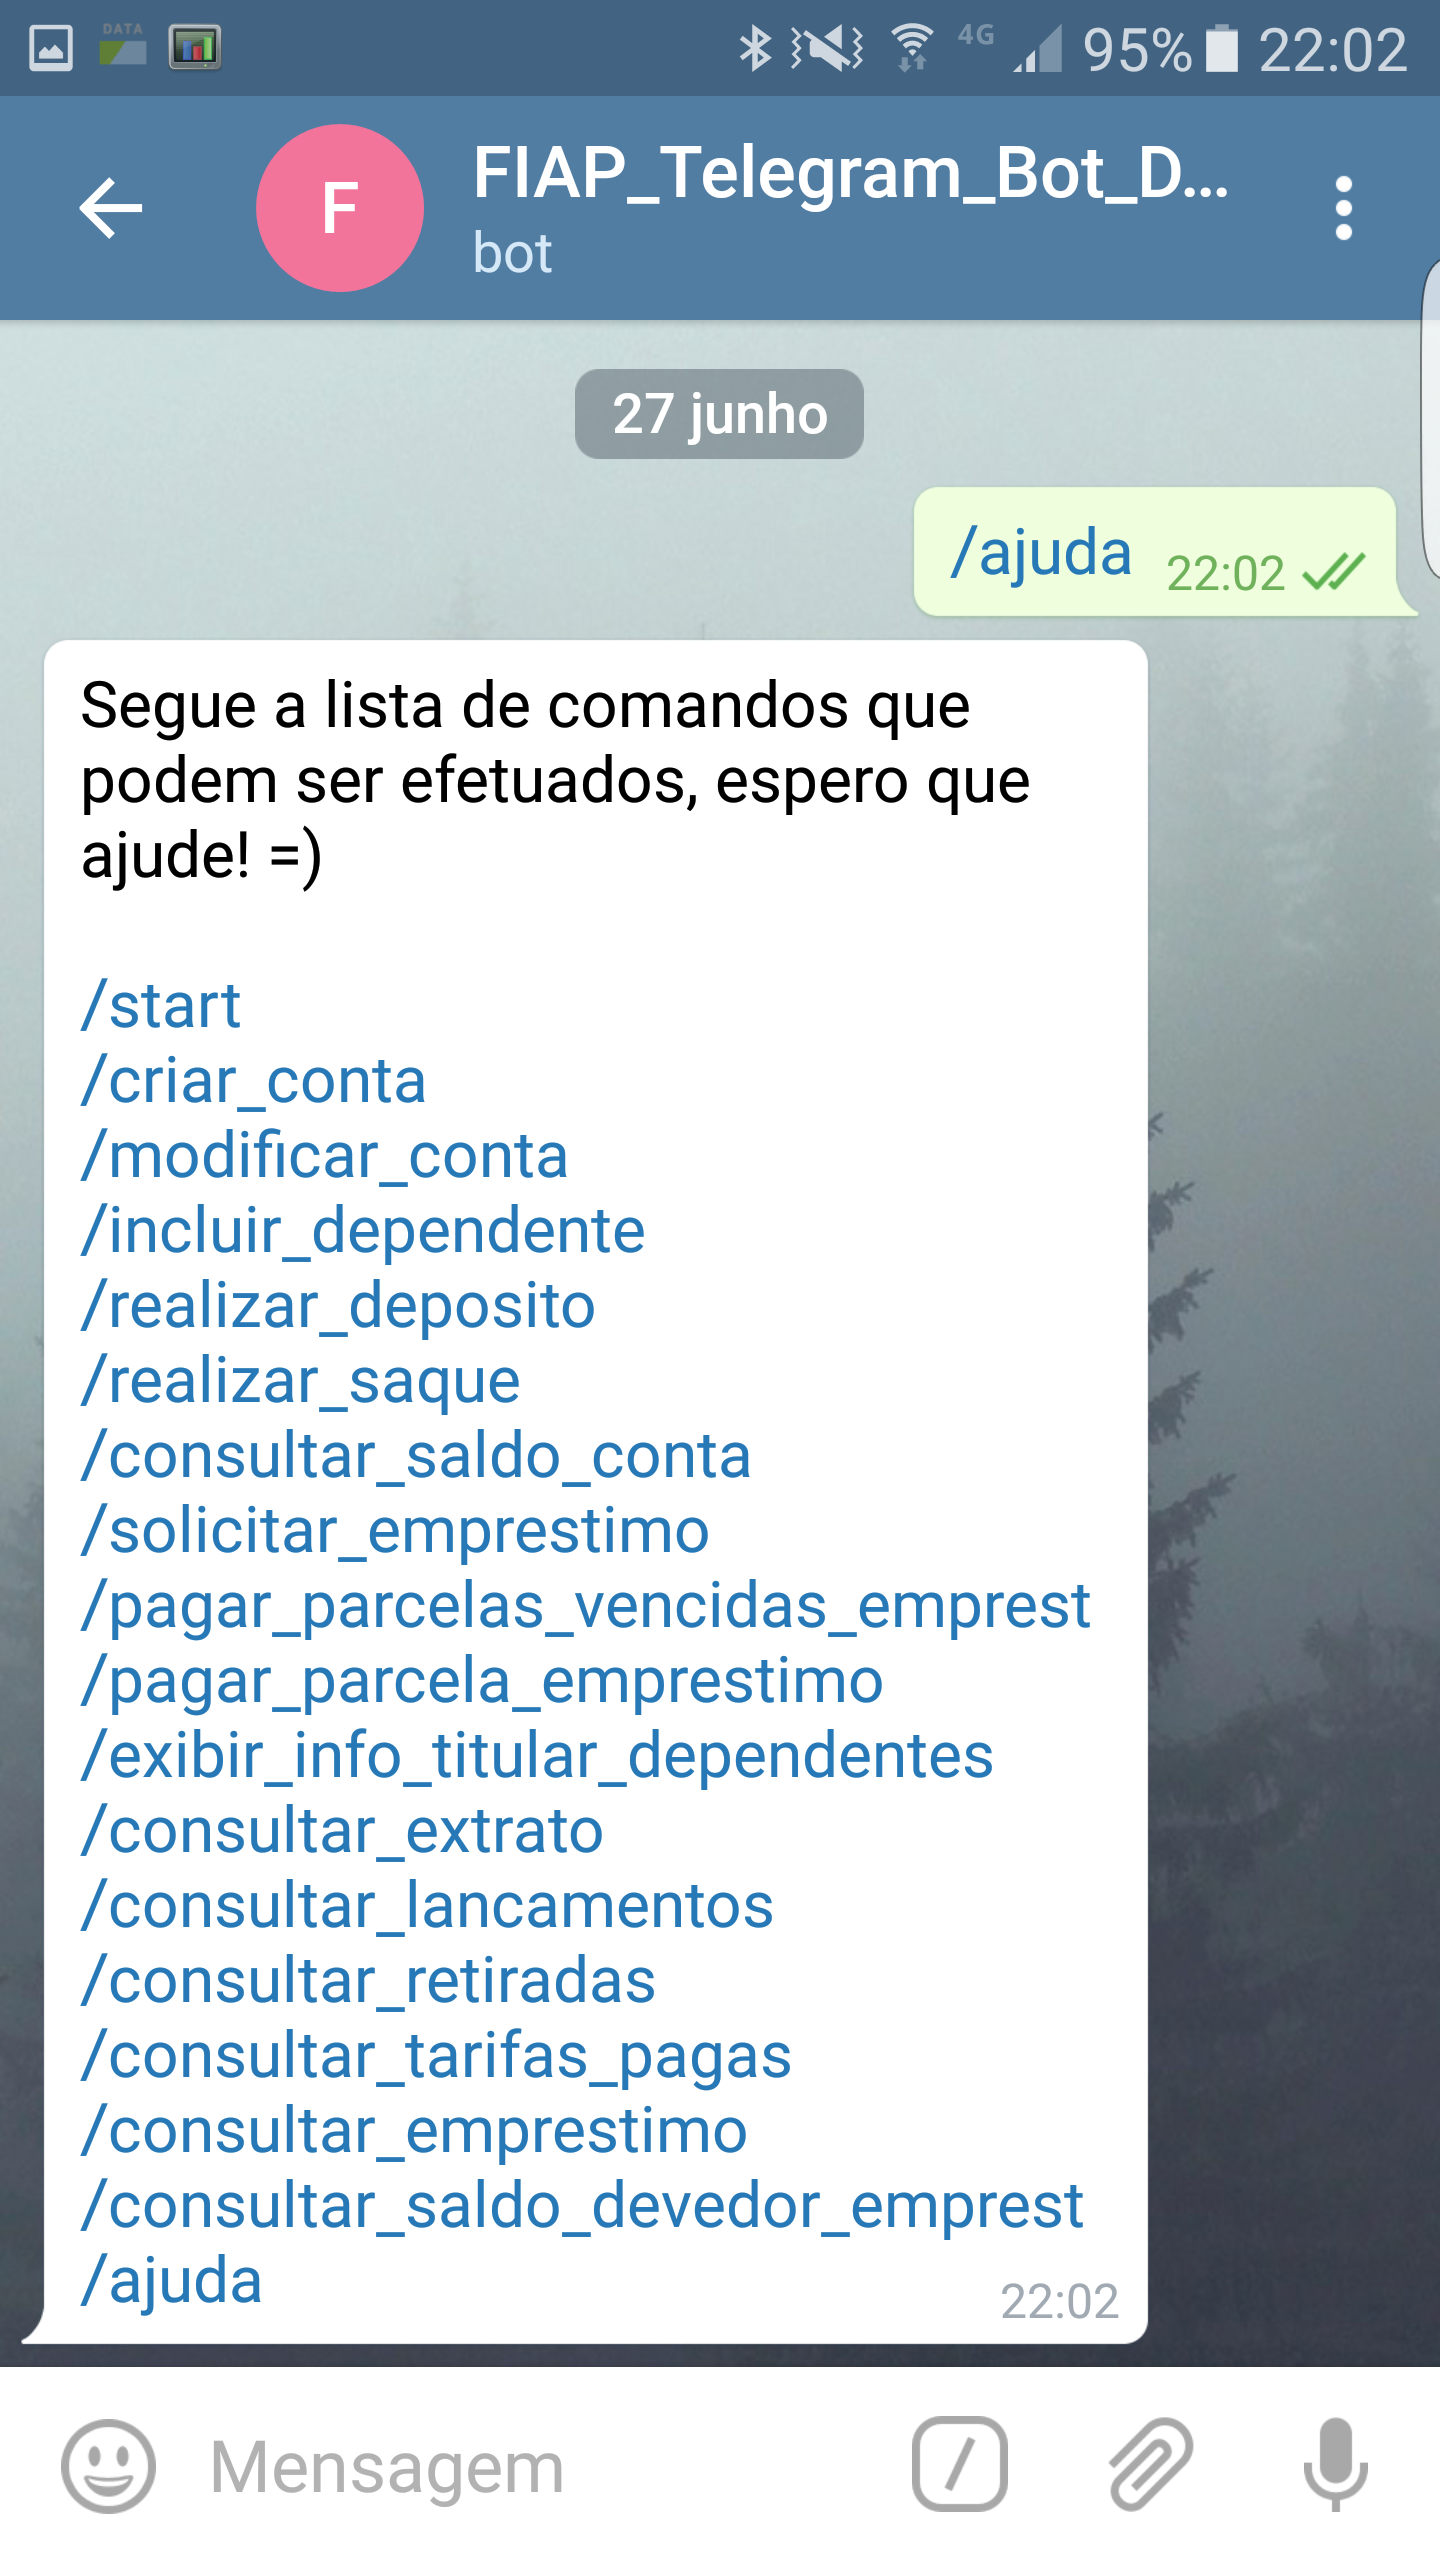 DATA
4G 95% 22:02
F
FIAP_Telegram_Bot_D...
bot
27 junho
/ajuda 22:02
Segue a lista de comandos que
podem ser efetuados, espero que
ajude! =)
/start
/criar_conta
/modificar_conta
/incluir_dependente
/realizar_deposito
/realizar_saque
/consultar_saldo_conta
/solicitar_emprestimo
/pagar_parcelas_vencidas_emprest
/pagar_parcela_emprestimo
/exibir_info_titular_dependentes
/consultar_extrato
/consultar_lancamentos
/consultar_retiradas
/consultar_tarifas_pagas
/consultar_emprestimo
/consultar_saldo_devedor_emprest
/ajuda 22:02
Mensagem